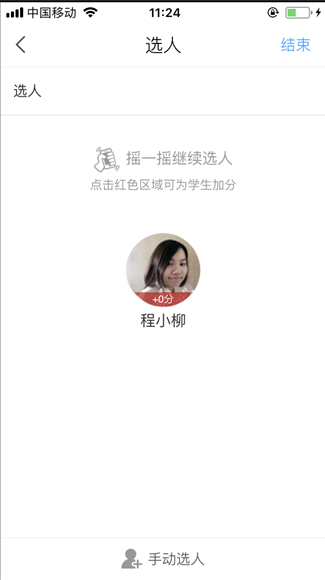 中国移动
11:24
选人
结束
选人
摇一摇继续选人
点击红色区域可为学生加分
+0分
程小柳
手动选人